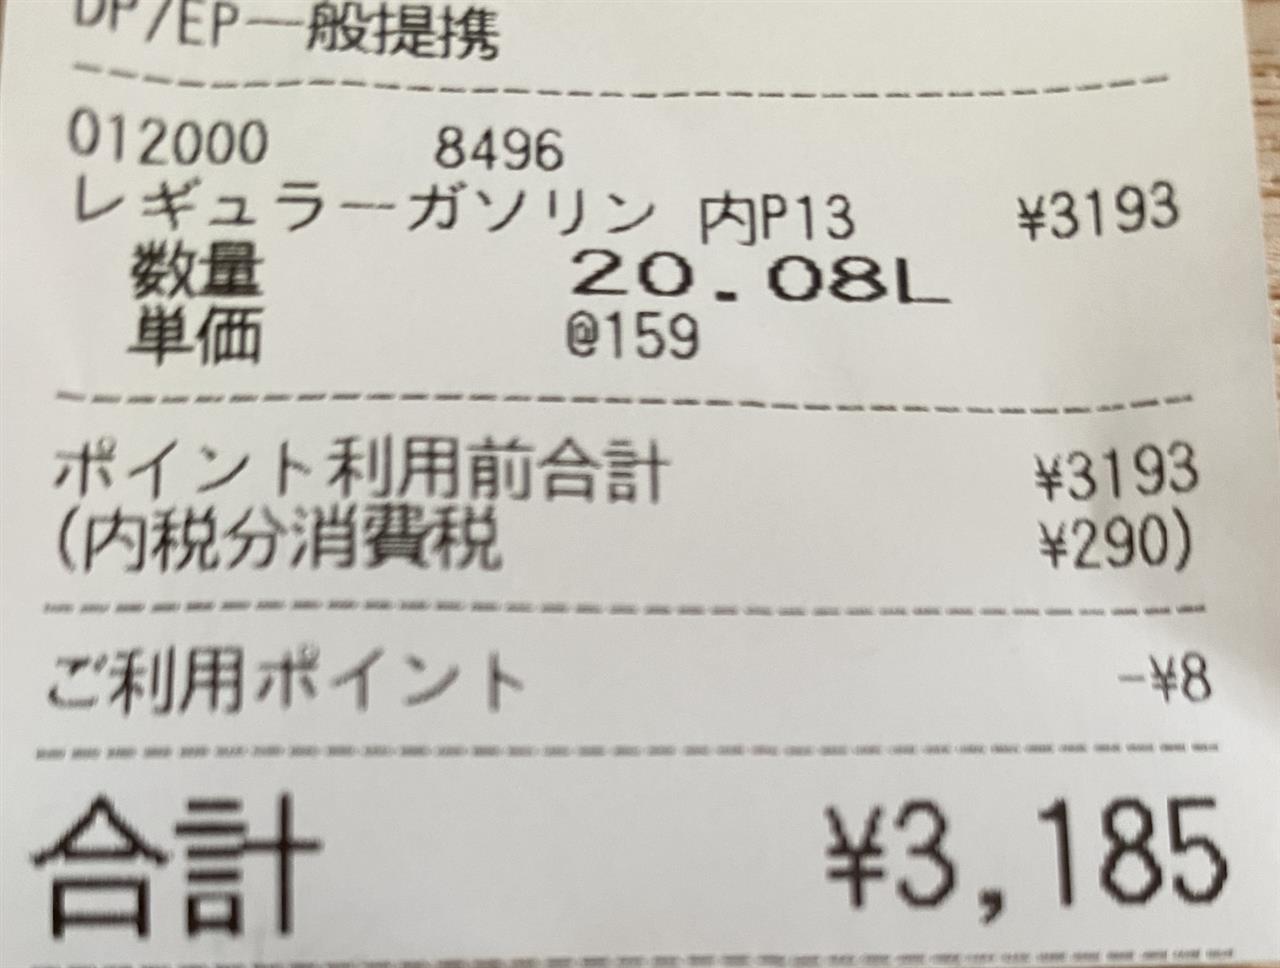 DP/EP一般提携
012000 8496
レギュラーガソリン 内P13 ¥3193
数量 20.08L
単価 @159
ポイント利用前合計 ¥3193
(内税分消費税 ¥290)
ご利用ポイント -¥8
合計 ¥3,185